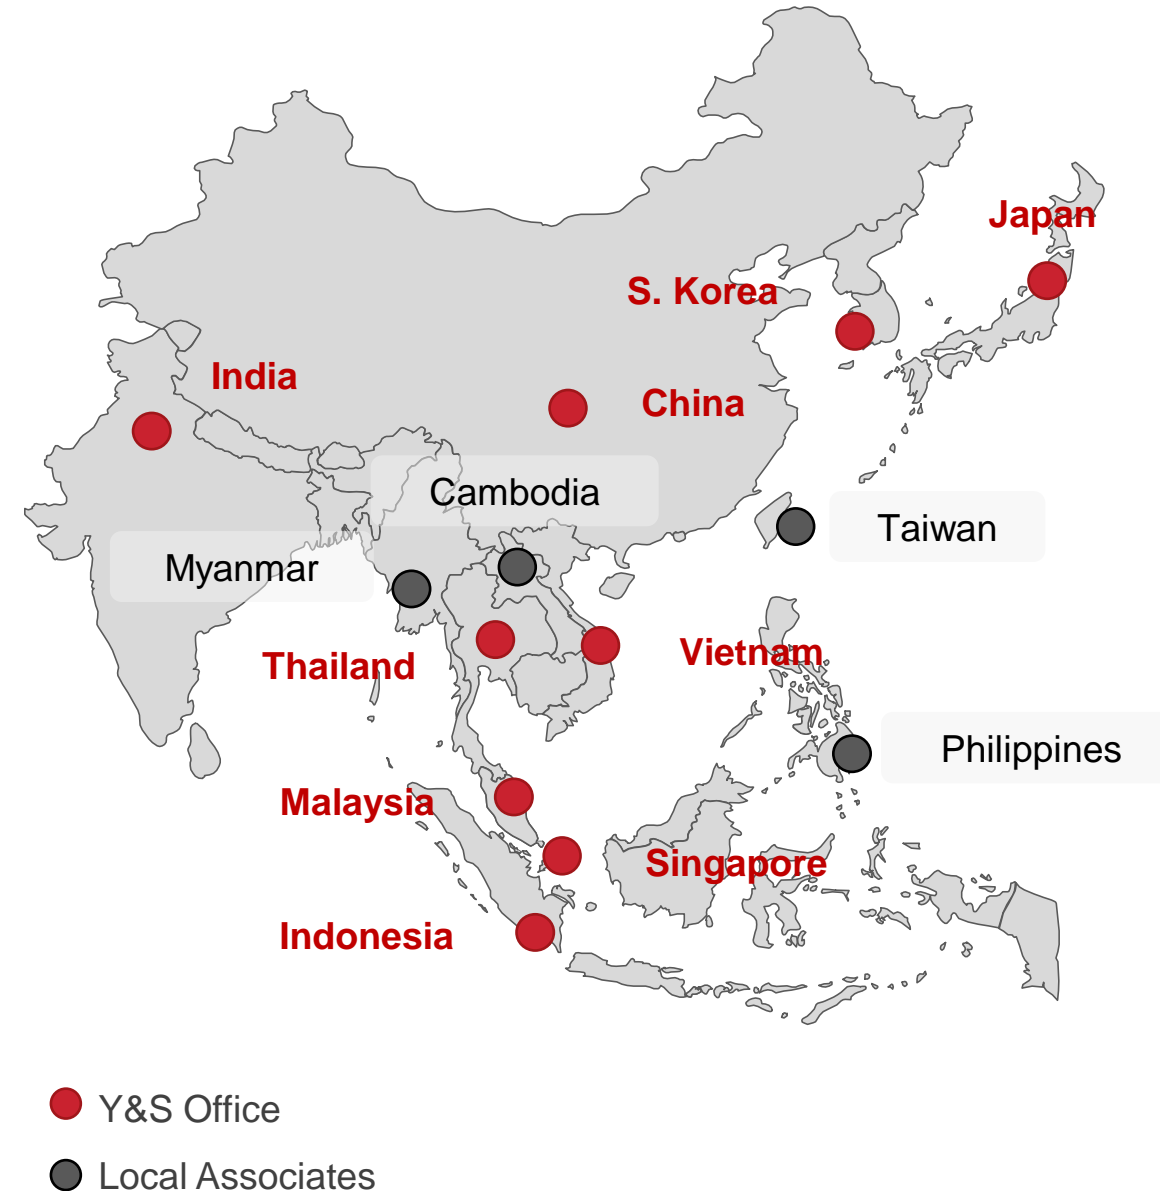 Japan
S. Korea
India
China
Cambodia
Taiwan
Myanmar
Vietnam
Thailand
Philippines
Malaysia
Singapore
Indonesia
Y&S Office
Local Associates